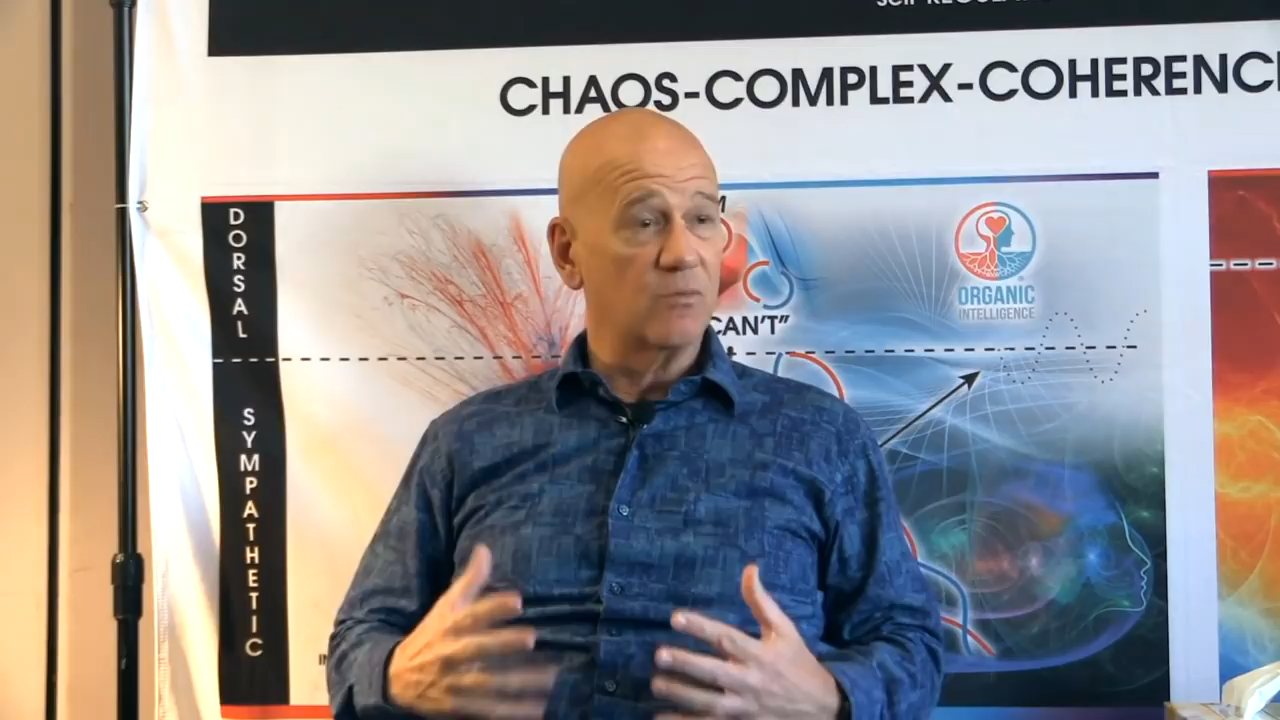 CHAOS-COMPLEX-COHERENC
DORSAL
ORGANIC
INTELLIGENCE
CAN'T”
SYMPATHETIC